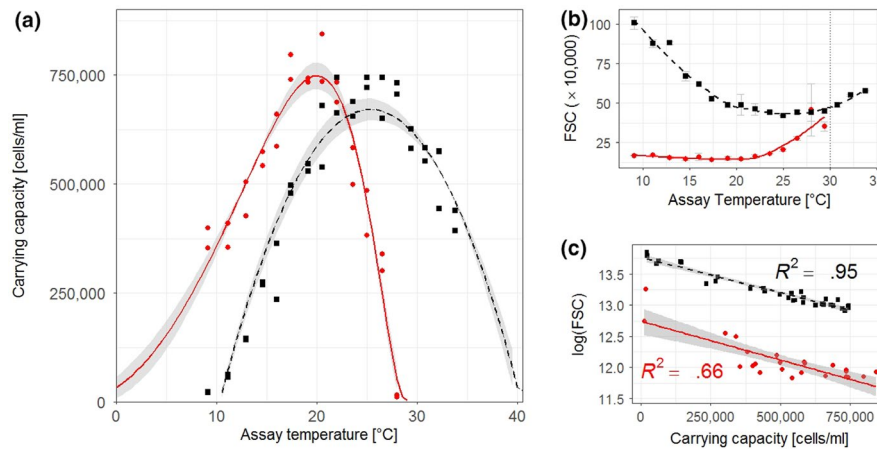 (a)
Carrying capacity [cells/ml]
750,000
500,000
250,000
0
0
10
20
30
40
Assay temperature [°C]
(b)
FSC ( × 10,000)
100
75
50
25
10
15
20
25
30
35
Assay Temperature [°C]
(c)
log(FSC)
13.5
13.0
12.5
12.0
11.5
R² = .95
R² = .66
0
250,000
500,000
750,000
Carrying capacity [cells/ml]